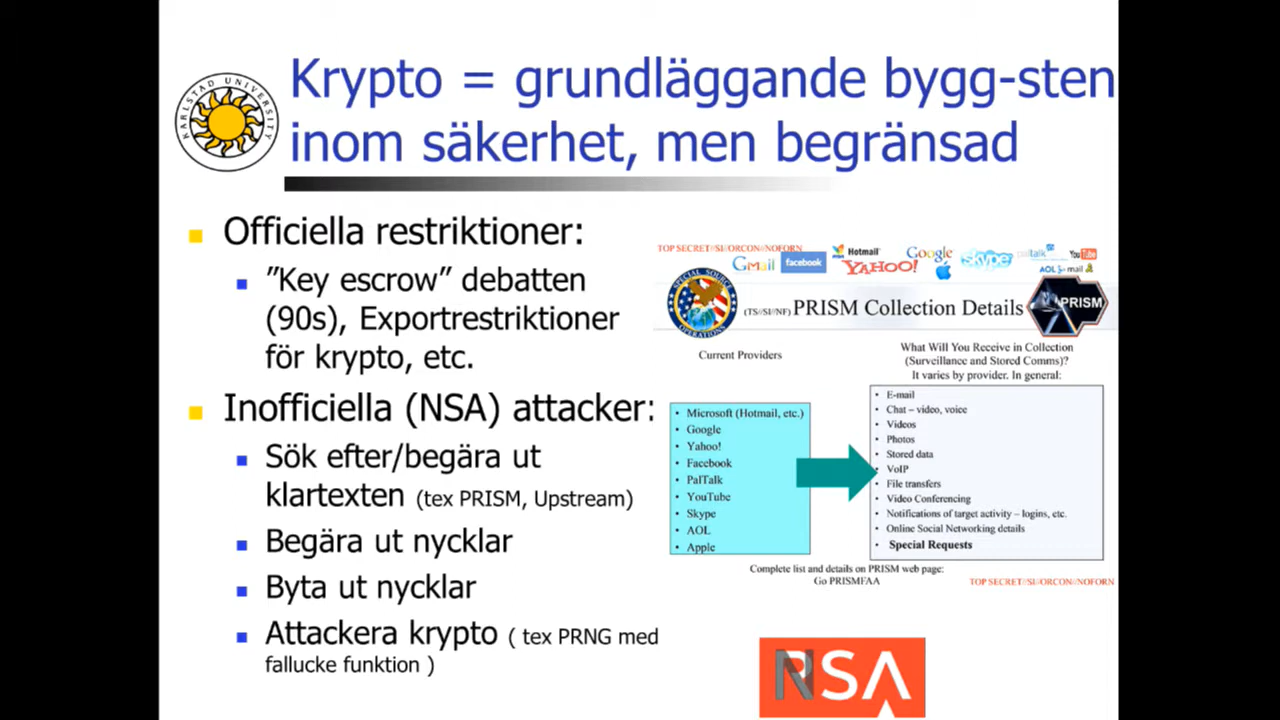 Krypto = grundläggande bygg-sten
inom säkerhet, men begränsad
KARLSTAD UNIVERSITY
Officiella restriktioner:
”Key escrow” debatten
(90s), Exportrestriktioner
för krypto, etc.
Inofficiella (NSA) attacker:
Sök efter/begära ut
klartexten (tex PRISM, Upstream)
Begära ut nycklar
Byta ut nycklar
Attackera krypto ( tex PRNG med
fallucke funktion )
TOP SECRET//SI//ORCON//NOFORN
Gmail
facebook
Hotmail
YAHOO!
Google
skype
paltalk
YouTube
AOL mail
SPECIAL SOURCE OPERATIONS
(TS//SI//NF) PRISM Collection Details
PRISM
Current Providers
Microsoft (Hotmail, etc.)
Google
Yahoo!
Facebook
PalTalk
YouTube
Skype
AOL
Apple
What Will You Receive in Collection
(Surveillance and Stored Comms)?
It varies by provider. In general:
E-mail
Chat – video, voice
Videos
Photos
Stored data
VoIP
File transfers
Video Conferencing
Notifications of target activity – logins, etc.
Online Social Networking details
Special Requests
Complete list and details on PRISM web page:
Go PRISMFAA
TOP SECRET//SI//ORCON//NOFORN
RSA